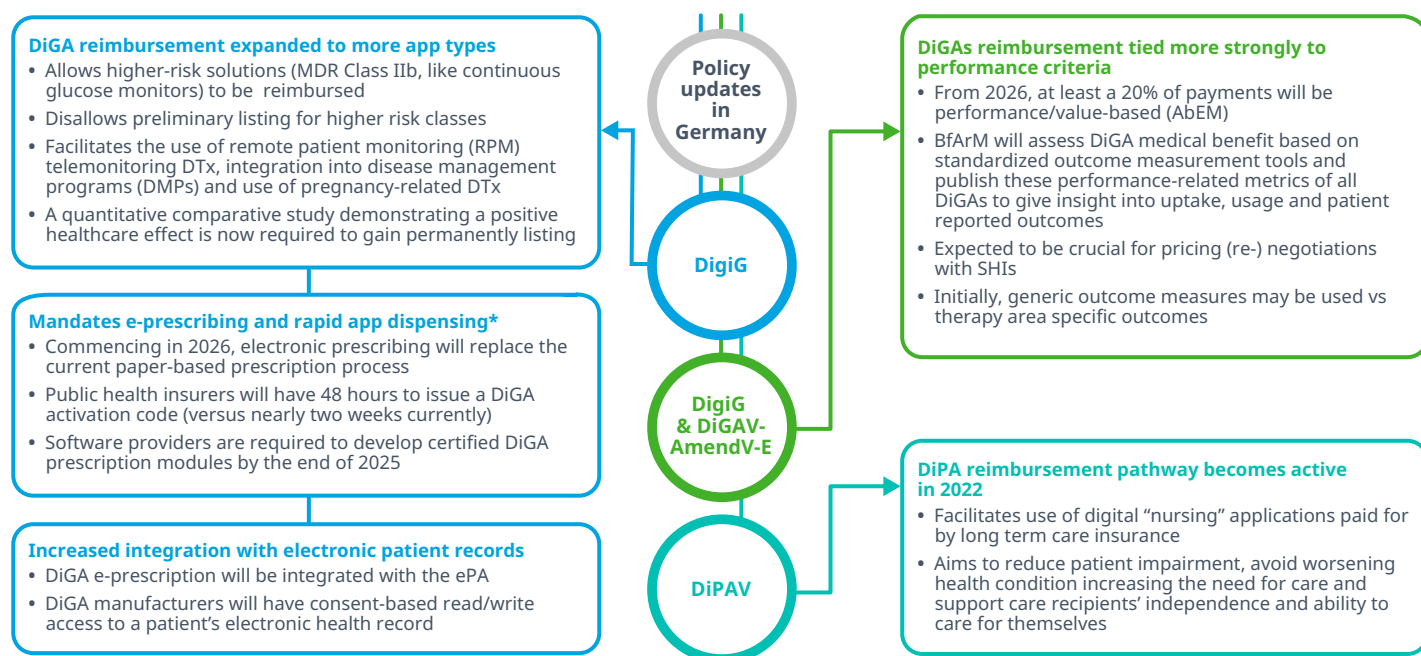 DiGA reimbursement expanded to more app types
• Allows higher-risk solutions (MDR Class IIb, like continuous
glucose monitors) to be reimbursed
• Disallows preliminary listing for higher risk classes
• Facilitates the use of remote patient monitoring (RPM)
telemonitoring DTx, integration into disease management
programs (DMPs) and use of pregnancy-related DTx
• A quantitative comparative study demonstrating a positive
healthcare effect is now required to gain permanently listing
Mandates e-prescribing and rapid app dispensing*
• Commencing in 2026, electronic prescribing will replace the
current paper-based prescription process
• Public health insurers will have 48 hours to issue a DiGA
activation code (versus nearly two weeks currently)
• Software providers are required to develop certified DiGA
prescription modules by the end of 2025
Increased integration with electronic patient records
• DiGA e-prescription will be integrated with the ePA
• DiGA manufacturers will have consent-based read/write
access to a patient’s electronic health record
Policy
updates
in
Germany
DigiG
DigiG
& DiGAV-
AmendV-E
DiPAV
DiGAs reimbursement tied more strongly to
performance criteria
• From 2026, at least a 20% of payments will be
performance/value-based (AbEM)
• BfArM will assess DiGA medical benefit based on
standardized outcome measurement tools and
publish these performance-related metrics of all
DiGAs to give insight into uptake, usage and patient
reported outcomes
• Expected to be crucial for pricing (re-) negotiations
with SHIs
• Initially, generic outcome measures may be used vs
therapy area specific outcomes
DiPA reimbursement pathway becomes active
in 2022
• Facilitates use of digital “nursing” applications paid for
by long term care insurance
• Aims to reduce patient impairment, avoid worsening
health condition increasing the need for care and
support care recipients’ independence and ability to
care for themselves